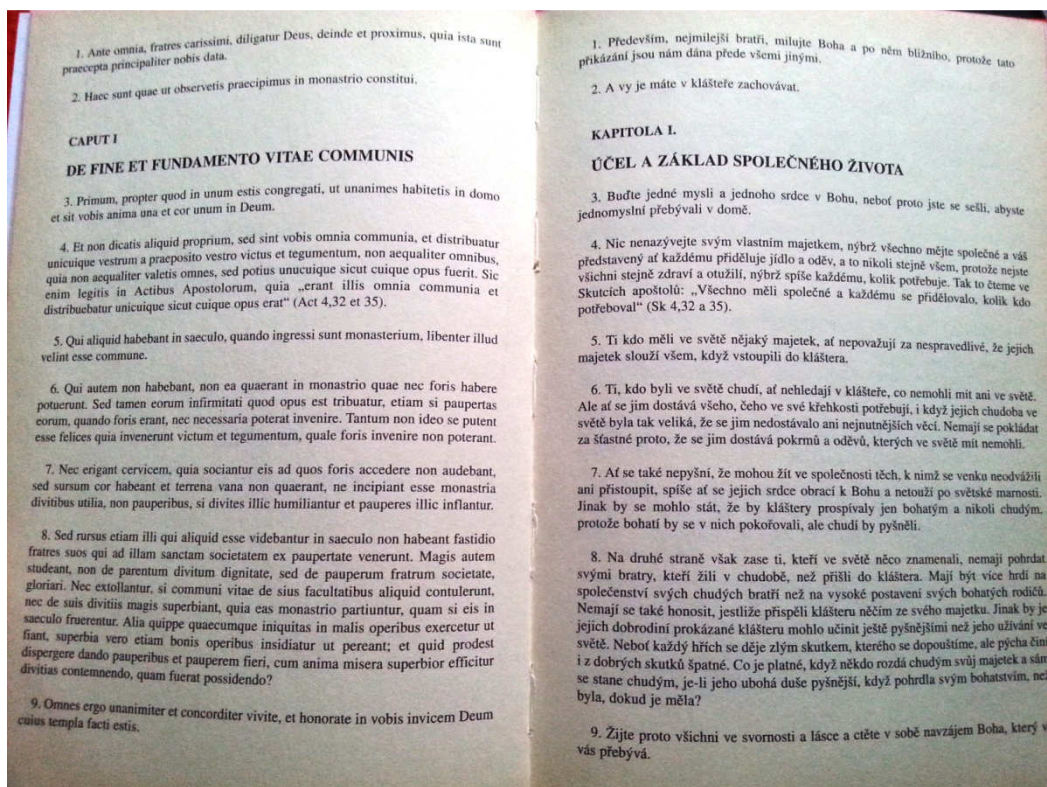 1. Ante omnia, fratres carissimi, diligatur Deus, deinde et proximus, quia ista sunt
praecepta principaliter nobis data.
2. Haec sunt quae ut observetis praecipimus in monastrio constitui.
CAPUT I
DE FINE ET FUNDAMENTO VITAE COMMUNIS
3. Primum, propter quod in unum estis congregati, ut unanimes habitetis in domo
et sit vobis anima una et cor unum in Deum.
4. Et non dicatis aliquid proprium, sed sint vobis omnia communia, et distribuatur
unicuique vestrum a praeposito vestro victus et tegumentum, non aequaliter omnibus,
quia non aequaliter valetis omnes, sed potius unucuique sicut cuique opus fuerit. Sic
enim legitis in Actibus Apostolorum, quia „erant illis omnia communia et
distribuebatur unicuique sicut cuique opus erat“ (Act 4,32 et 35).
5. Qui aliquid habebant in saeculo, quando ingressi sunt monasterium, libenter illud
velint esse commune.
6. Qui autem non habebant, non ea quaerant in monastrio quae nec foris habere
potuerunt. Sed tamen eorum infirmitati quod opus est tribuatur, etiam si paupertas
eorum, quando foris erant, nec necessaria poterat invenire. Tantum non ideo se putent
esse felices quia invenerunt victum et tegumentum, quale foris invenire non poterant.
7. Nec erigant cervicem, quia sociantur eis ad quos foris accedere non audebant,
sed sursum cor habeant et terrena vana non quaerant, ne incipiant esse monastria
divitibus utilia, non pauperibus, si divites illic humiliantur et pauperes illic inflantur.
8. Sed rursus etiam illi qui aliquid esse videbantur in saeculo non habeant fastidio
fratres suos qui ad illam sanctam societatem ex paupertate venerunt. Magis autem
studeant, non de parentum divitum dignitate, sed de pauperum fratrum societate,
gloriari. Nec extollantur, si communi vitae de sius facultatibus aliquid contulerunt,
nec de suis divitiis magis superbiant, quia eas monastrio partiuntur, quam si eis in
saeculo fruerentur. Alia quippe quaecumque iniquitas in malis operibus exercetur ut
fiant, superbia vero etiam bonis operibus insidiatur ut pereant; et quid prodest
dispergere dando pauperibus et pauperem fieri, cum anima misera superbior efficitur
divitias contemnendo, quam fuerat possidendo?
9. Omnes ergo unanimiter et concorditer vivite, et honorate in vobis invicem Deum
cuius templa facti estis.
1. Především, nejmilejší bratři, milujte Boha a po něm bližního, protože tato
přikázání jsou nám dána přede všemi jinými.
2. A vy je máte v klášteře zachovávat.
KAPITOLA I.
ÚČEL A ZÁKLAD SPOLEČNÉHO ŽIVOTA
3. Buďte jedné mysli a jednoho srdce v Bohu, neboť proto jste se sešli, abyste
jednomyslní přebývali v domě.
4. Nic nenazývejte svým vlastním majetkem, nýbrž všechno mějte společné a váš
představený ať každému přiděluje jídlo a oděv, a to nikoli stejně všem, protože nejste
všichni stejně zdraví a otužilí, nýbrž spíše každému, kolik potřebuje. Tak to čteme ve
Skutcích apoštolů: „Všechno měli společné a každému se přidělovalo, kolik kdo
potřeboval“ (Sk 4,32 a 35).
5. Ti kdo měli ve světě nějaký majetek, ať nepovažují za nespravedlivé, že jejich
majetek slouží všem, když vstoupili do kláštera.
6. Ti, kdo byli ve světě chudí, ať nehledají v klášteře, co nemohli mít ani ve světě.
Ale ať se jim dostává všeho, čeho ve své křehkosti potřebují, i když jejich chudoba ve
světě byla tak veliká, že se jim nedostávalo ani nejnutnějších věcí. Nemají se pokládat
za šťastné proto, že se jim dostává pokrmů a oděvů, kterých ve světě mít nemohli.
7. Ať se také nepyšní, že mohou žít ve společnosti těch, k nimž se venku neodvážili
ani přistoupit, spíše ať se jejich srdce obrací k Bohu a netouží po světské marnosti.
Jinak by se mohlo stát, že by kláštery prospívaly jen bohatým a nikoli chudým,
protože bohatí by se v nich pokořovali, ale chudí by pyšněli.
8. Na druhé straně však zase ti, kteří ve světě něco znamenali, nemají pohrdat
svými bratry, kteří žili v chudobě, než přišli do kláštera. Mají být více hrdí na
společenství svých chudých bratří než na vysoké postavení svých bohatých rodičů.
Nemají se také honosit, jestliže přispěli klášteru něčím ze svého majetku. Jinak by je
jejich dobrodiní prokázané klášteru mohlo učinit ještě pyšnějšími než jeho užívání ve
světě. Neboť každý hřích se děje zlým skutkem, kterého se dopouštíme, ale pýcha činí
i z dobrých skutků špatné. Co je platné, když někdo rozdá chudým svůj majetek a sám
se stane chudým, je-li jeho ubohá duše pyšnější, když pohrdla svým bohatstvím, než
byla, dokud je měla?
9. Žijte proto všichni ve svornosti a lásce a ctěte v sobě navzájem Boha, který v
vás přebývá.